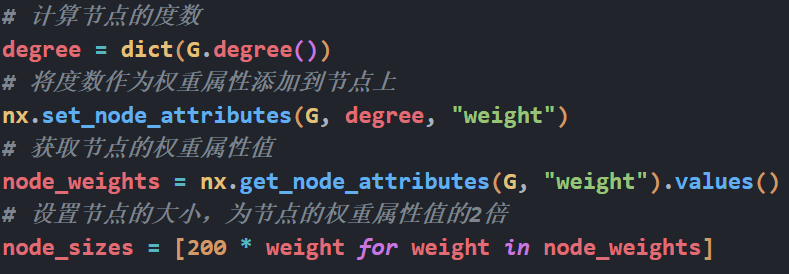 # 计算节点的度数
degree = dict(G.degree())
# 将度数作为权重属性添加到节点上
nx.set_node_attributes(G, degree, "weight")
# 获取节点的权重属性值
node_weights = nx.get_node_attributes(G, "weight").values()
# 设置节点的大小，为节点的权重属性值的2倍
node_sizes = [200 * weight for weight in node_weights]